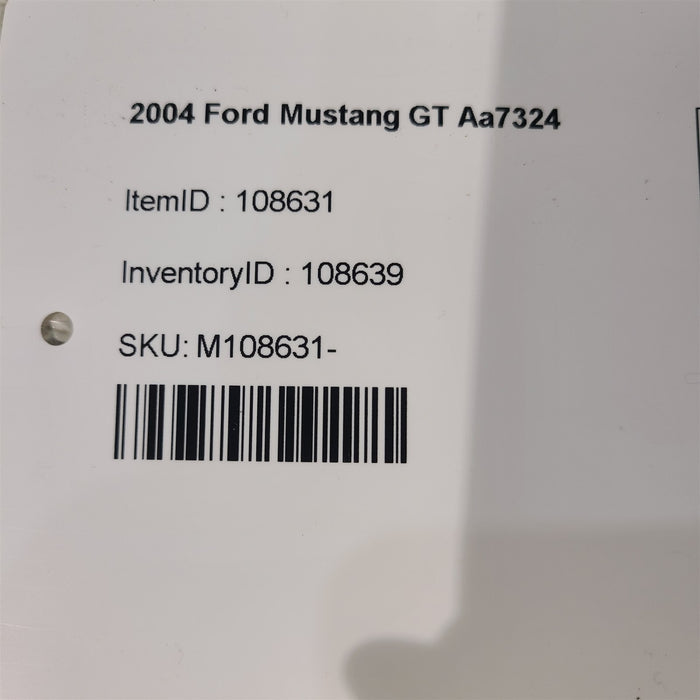 2004 Ford Mustang GT Aa7324
ItemID : 108631
InventoryID : 108639
SKU: M108631-